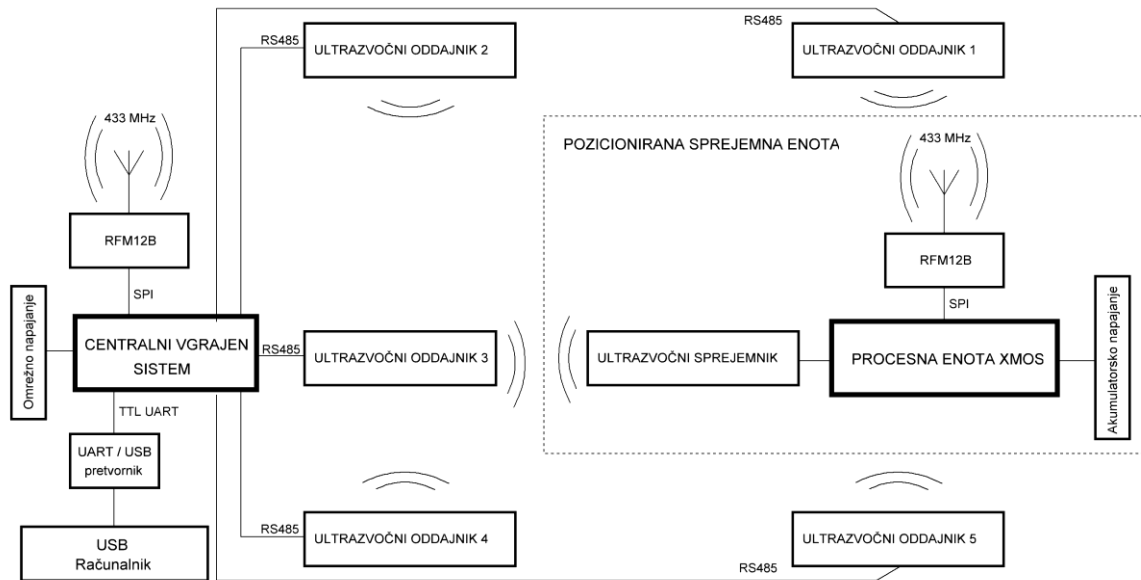 RS485
ULTRAZVOČNI ODDAJNIK 2
RS485
ULTRAZVOČNI ODDAJNIK 1
433 MHz
RFM12B
SPI
Omrežno napajanje
CENTRALNI VGRAJEN
SISTEM
RS485
ULTRAZVOČNI ODDAJNIK 3
POZICIONIRANA SPREJEMNA ENOTA
433 MHz
RFM12B
SPI
ULTRAZVOČNI SPREJEMNIK
PROCESNA ENOTA XMOS
Akumulatorsko napajanje
TTL UART
UART / USB
pretvornik
USB
Računalnik
RS485
ULTRAZVOČNI ODDAJNIK 4
ULTRAZVOČNI ODDAJNIK 5
RS485